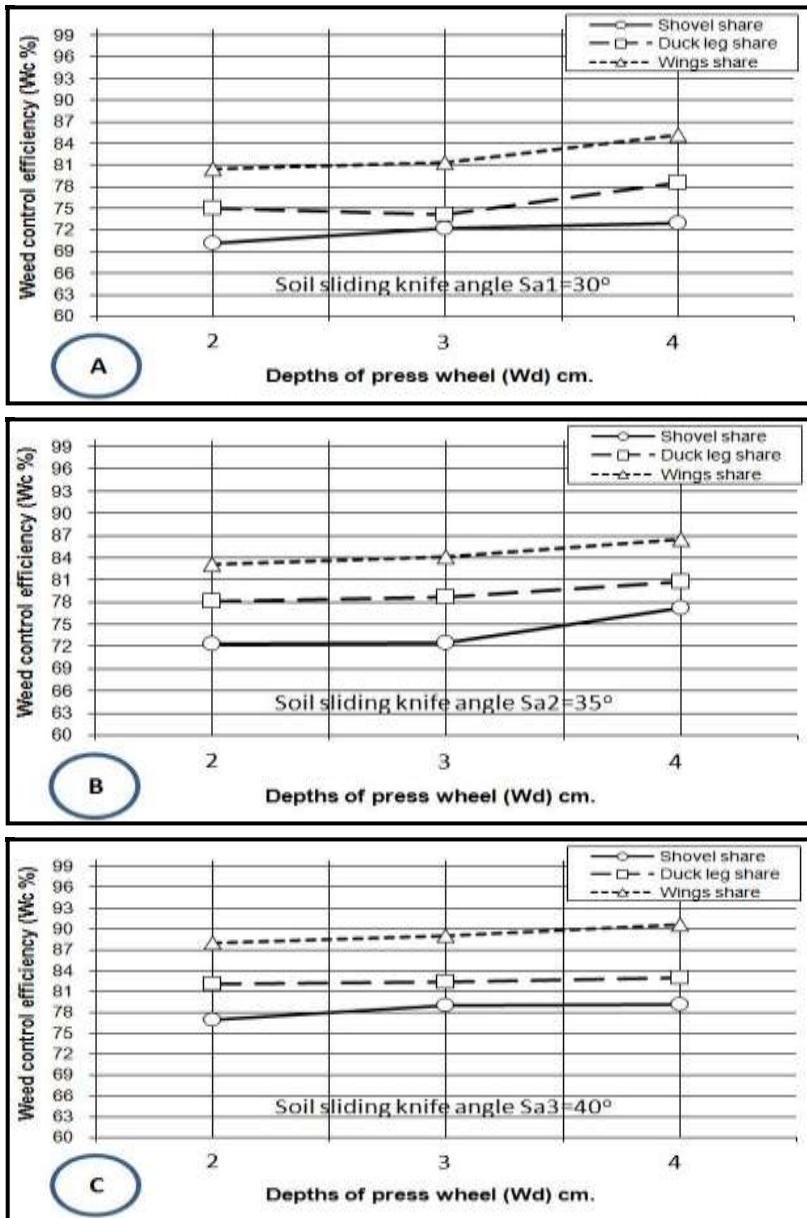 Weed control efficiency (Wc %)
99
96
93
90
87
84
81
78
75
72
69
66
63
60
Shovel share
Duck leg share
Wings share
Soil sliding knife angle Sa1=30°
2 3 4
Depths of press wheel (Wd) cm.
A
Weed control efficiency (Wc %)
99
96
93
90
87
84
81
78
75
72
69
66
63
60
Shovel share
Duck leg share
Wings share
Soil sliding knife angle Sa2=35°
2 3 4
Depths of press wheel (Wd) cm.
B
Weed control efficiency (Wc %)
99
96
93
90
87
84
81
78
75
72
69
66
63
60
Shovel share
Duck leg share
Wings share
Soil sliding knife angle Sa3=40°
2 3 4
Depths of press wheel (Wd) cm.
C